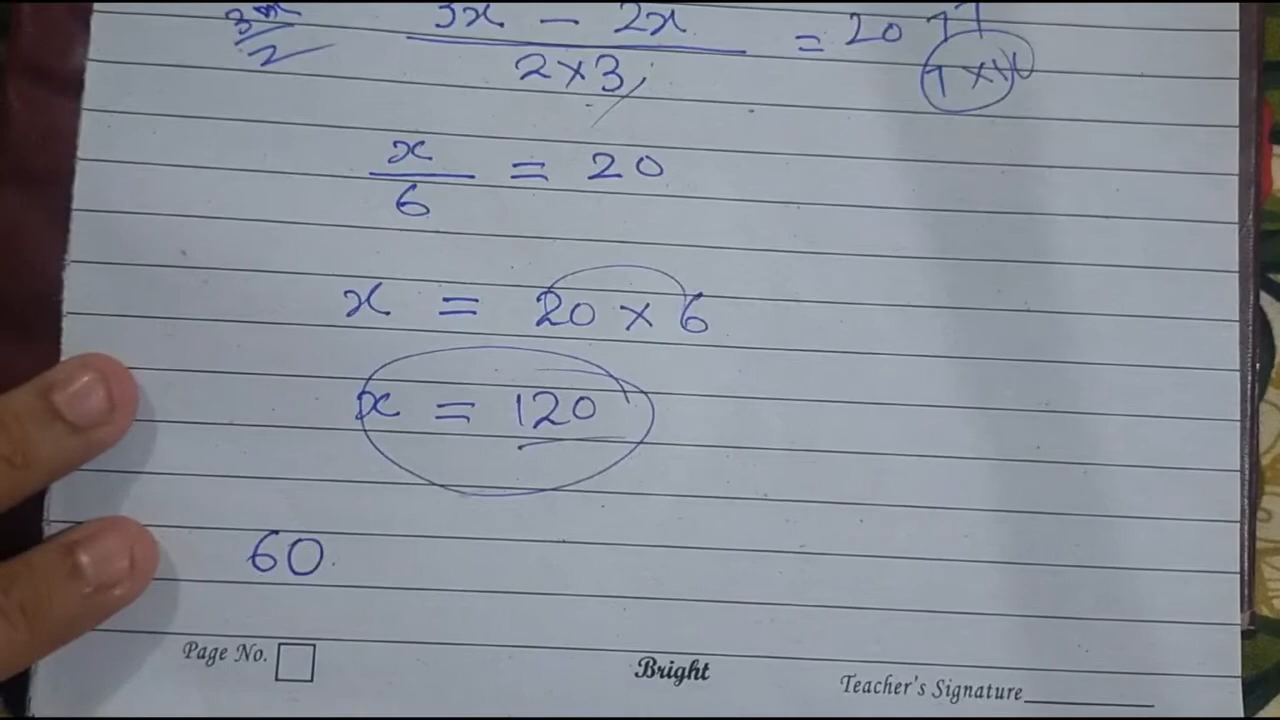 3x - 2x
2 × 3
= 20
x/6 = 20
x = 20 × 6
x = 120
60
Page No.
Bright
Teacher's Signature